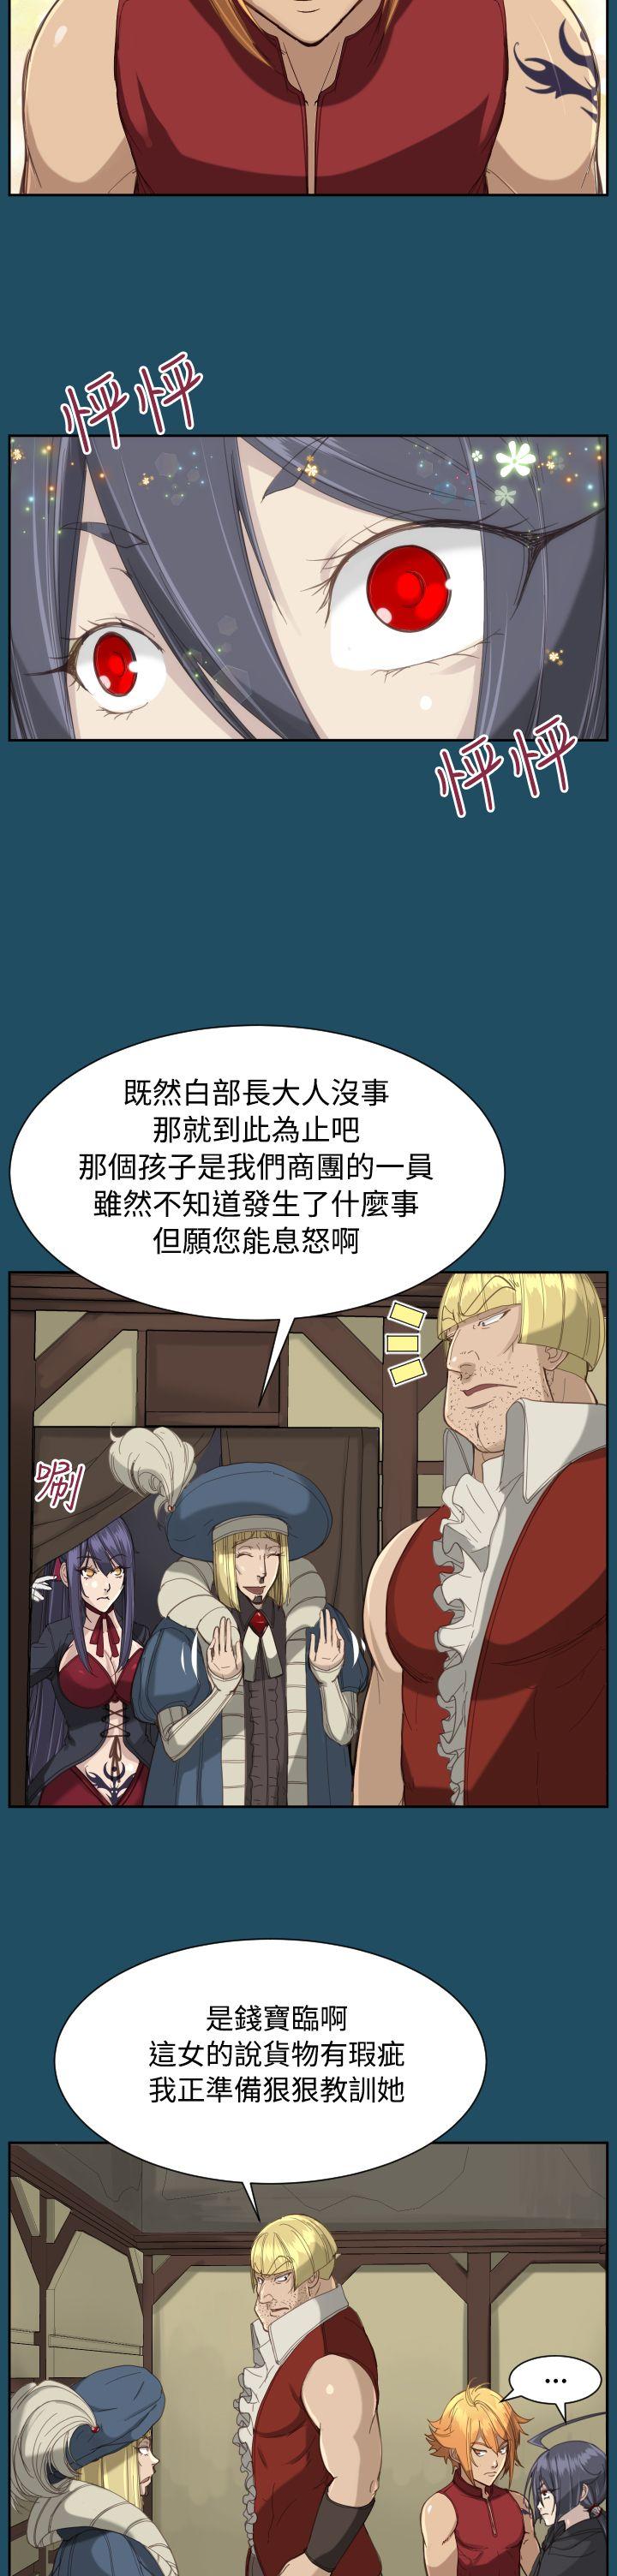 怦怦
怦怦
既然白部長大人沒事
那就到此為止吧
那個孩子是我們商團的一員
雖然不知道發生了什麼事
但願您能息怒啊
唰
是錢寶臨啊
這女的說貨物有瑕疵
我正準備狠狠教訓她
...